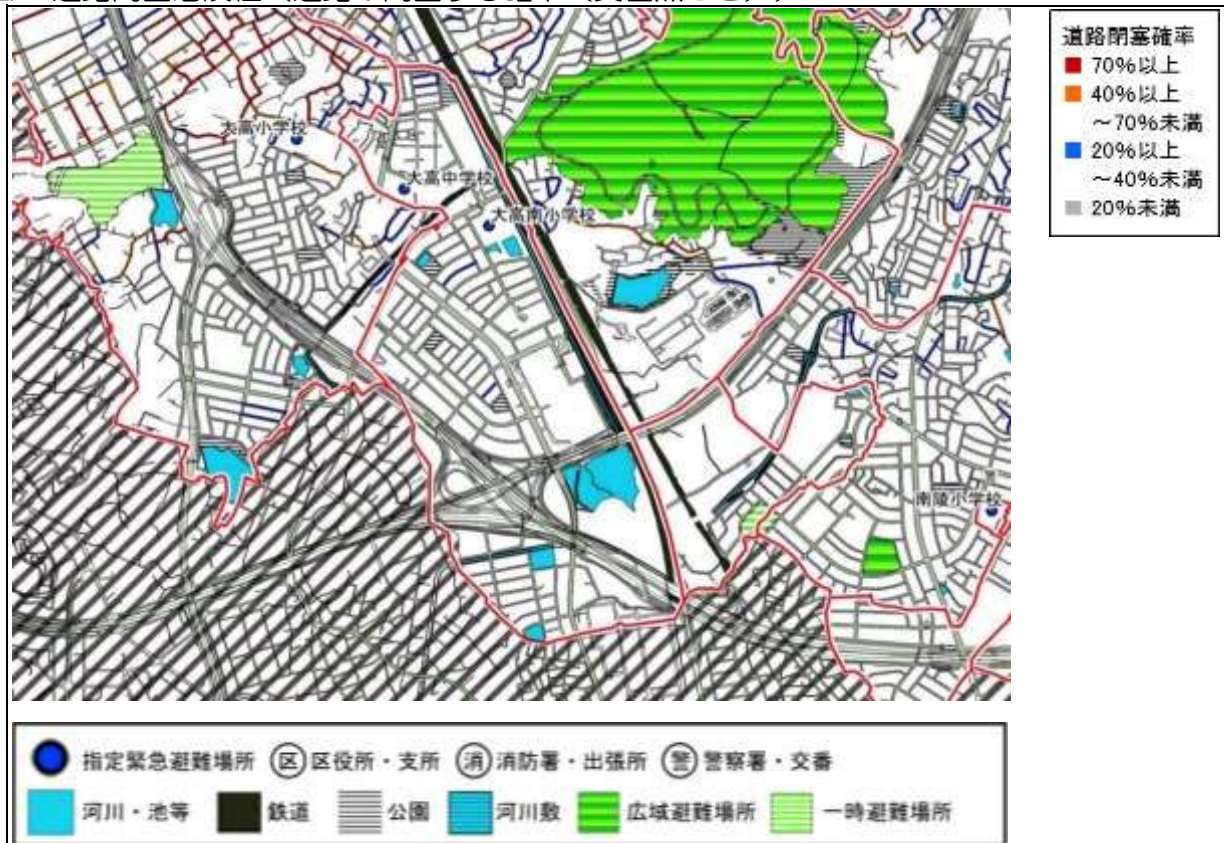 道路閉塞確率
70%以上
40%以上
～70%未満
20%以上
～40%未満
20%未満
大高小学校
大高中学校
大高南小学校
南陵小学校
指定緊急避難場所 区 区役所・支所 消 消防署・出張所 警 警察署・交番
河川・池等 鉄道 公園 河川敷 広域避難場所 一時避難場所